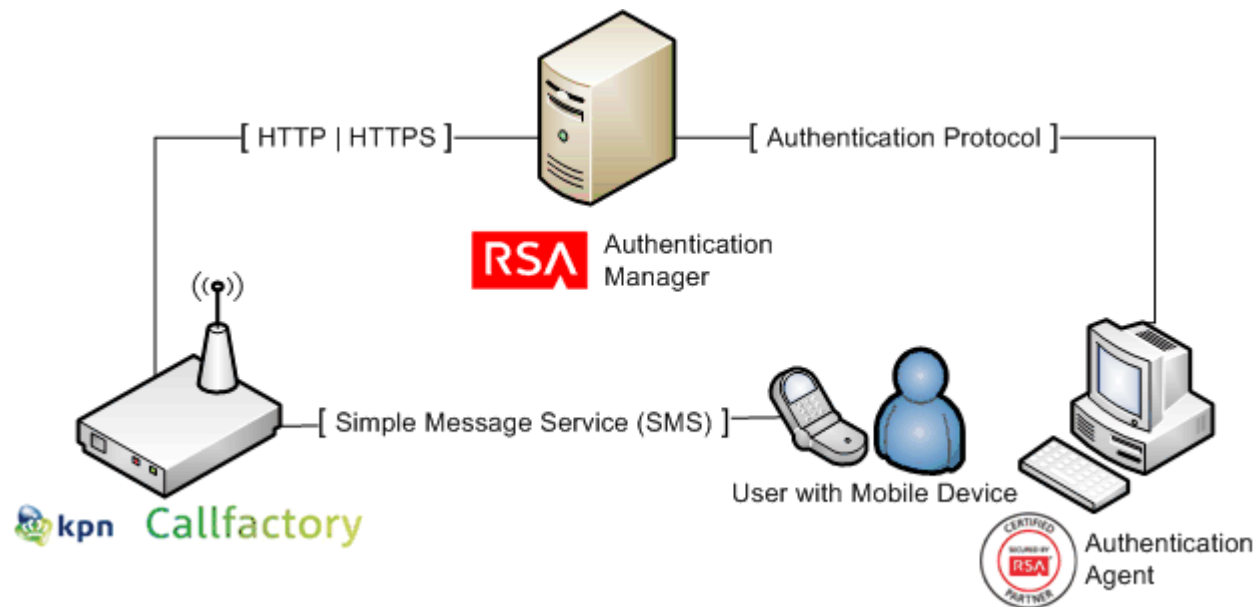 [ HTTP | HTTPS ]
[ Authentication Protocol ]
RSA
Authentication
Manager
[ Simple Message Service (SMS) ]
User with Mobile Device
kpn Callfactory
CERTIFIED
SECURED BY
RSA
PARTNER
Authentication
Agent